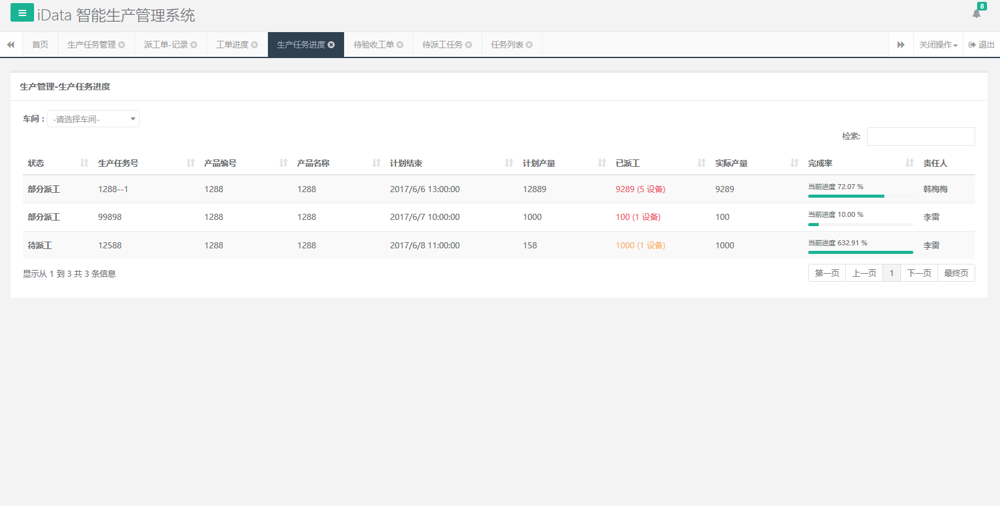 iData 智能生产管理系统
8
首页 生产任务管理 派工单-记录 工单进度 生产任务进度 待验收工单 待派工任务 任务列表 关闭操作 退出
生产管理-生产任务进度
车间： -请选择车间-
检索:
状态 生产任务号 产品编号 产品名称 计划结束 计划产量 已派工 实际产量 完成率 责任人
部分派工 1288--1 1288 1288 2017/6/6 13:00:00 12889 9289 (5 设备) 9289 当前进度 72.07 % 韩梅梅
部分派工 99898 1288 1288 2017/6/7 10:00:00 1000 100 (1 设备) 100 当前进度 10.00 % 李雷
待派工 12588 1288 1288 2017/6/8 11:00:00 158 1000 (1 设备) 1000 当前进度 632.91 % 李雷
显示从 1 到 3 共 3 条信息 第一页 上一页 1 下一页 最终页